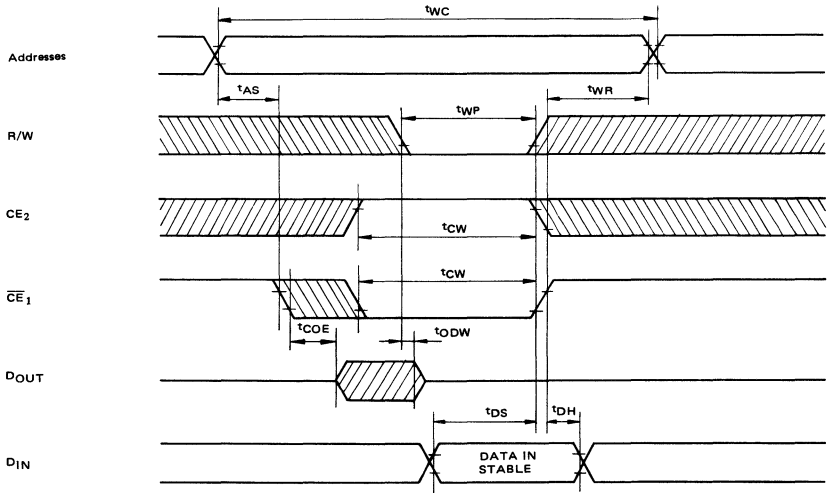 tWC
Addresses
tAS
tWR
tWP
R/W
CE2
tCW
tCW
CE1
tCOE
tODW
DOUT
tDS
tDH
DIN
DATA IN
STABLE